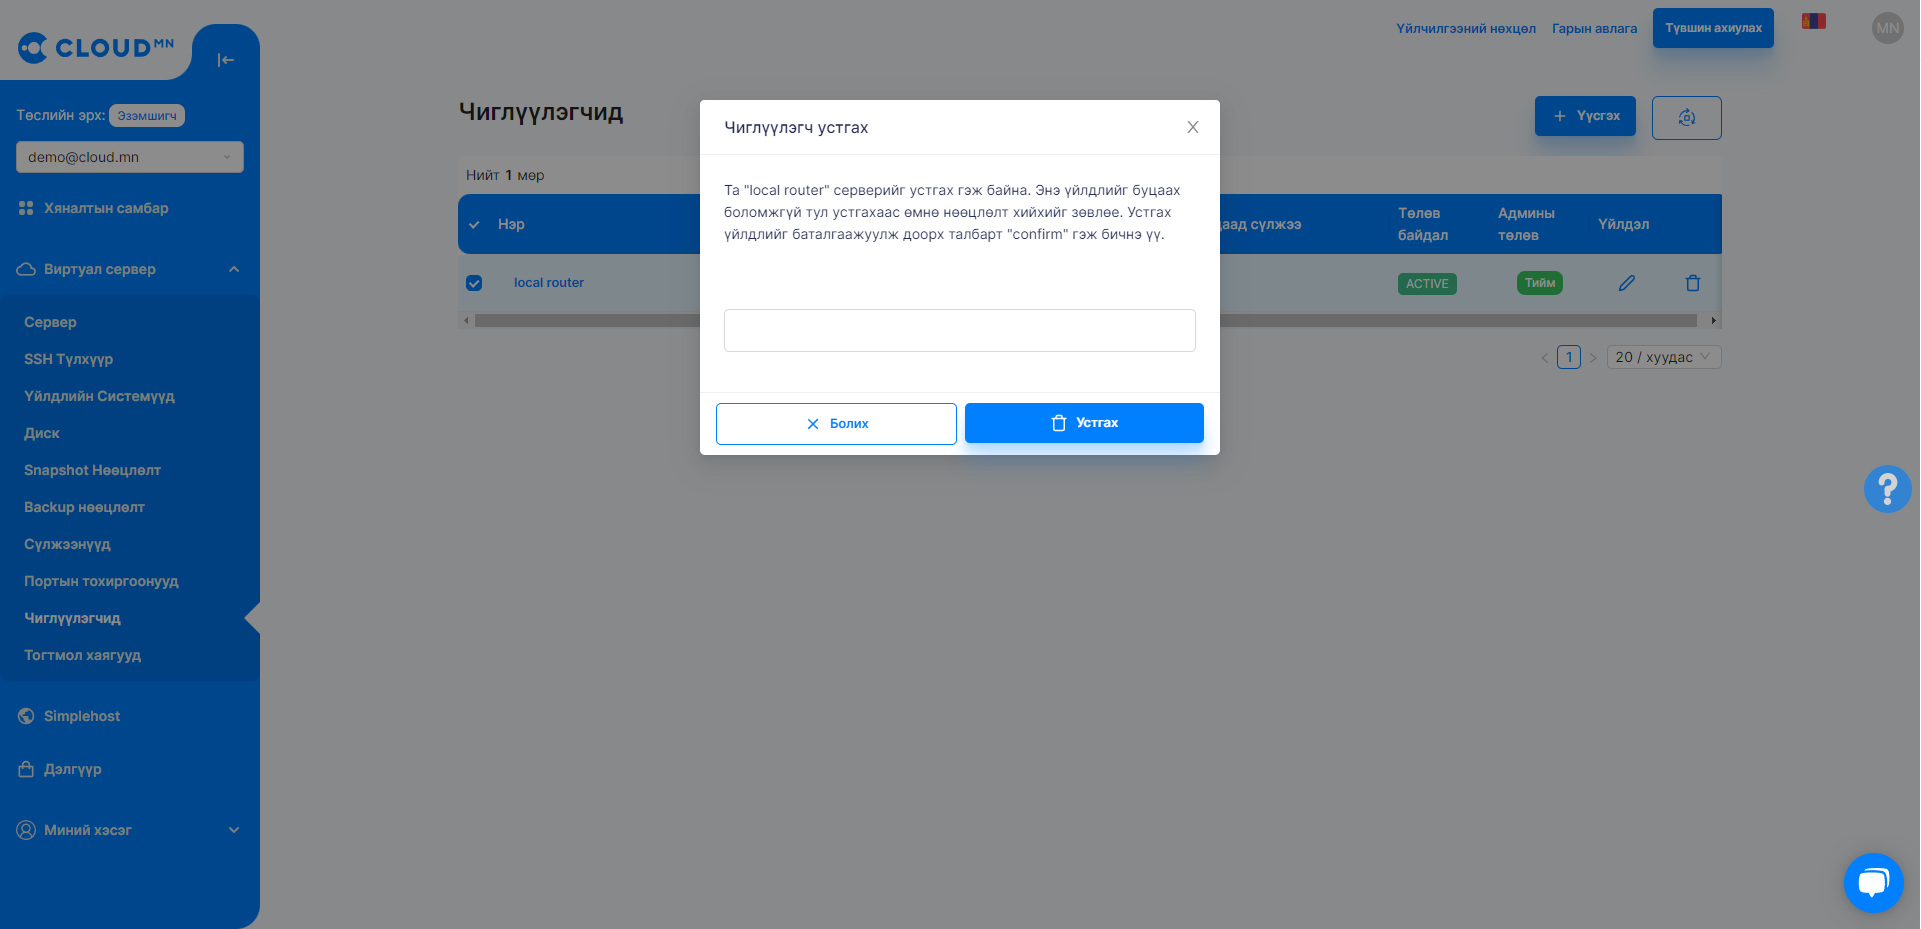 CLOUD MN
Үйлчилгээний нөхцөл
Гарын авлага
Түвшин ахиулах
MN
Төслийн эрх: Эзэмшигч
demo@cloud.mn
Хяналтын самбар
Виртуал сервер
Сервер
SSH Түлхүүр
Үйлдлийн Системүүд
Диск
Snapshot Нөөцлөлт
Backup нөөцлөлт
Сүлжээнүүд
Портын тохиргоонууд
Чиглүүлэгчид
Тогтмол хаягууд
Simplehost
Дэлгүүр
Миний хэсэг
Чиглүүлэгчид
+ Үүсгэх
Нийт 1 мөр
Нэр
даад сүлжээ
Төлөв
байдал
Админы
төлөв
Үйлдэл
local router
ACTIVE
Тийм
1
20 / хуудас
Чиглүүлэгч устгах
Та "local router" серверийг устгах гэж байна. Энэ үйлдлийг буцаах
боломжгүй тул устгахаас өмнө нөөцлөлт хийхийг зөвлөе. Устгах
үйлдлийг баталгаажуулж доорх талбарт "confirm" гэж бичнэ үү.
Болих
Устгах
?